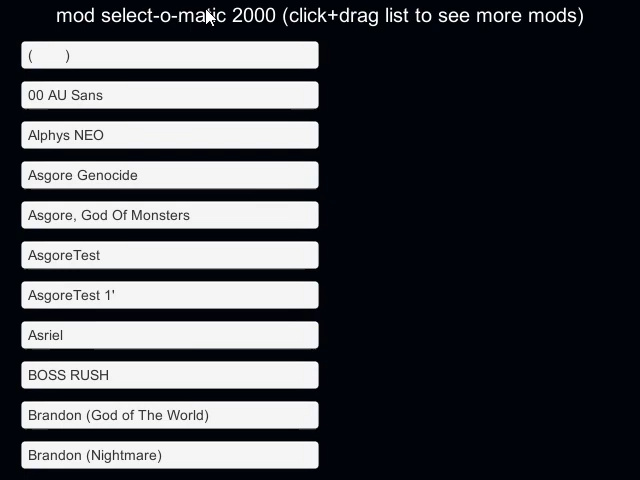 mod select-o-matic 2000 (click+drag list to see more mods)
(        )
00 AU Sans
Alphys NEO
Asgore Genocide
Asgore, God Of Monsters
AsgoreTest
AsgoreTest 1'
Asriel
BOSS RUSH
Brandon (God of The World)
Brandon (Nightmare)